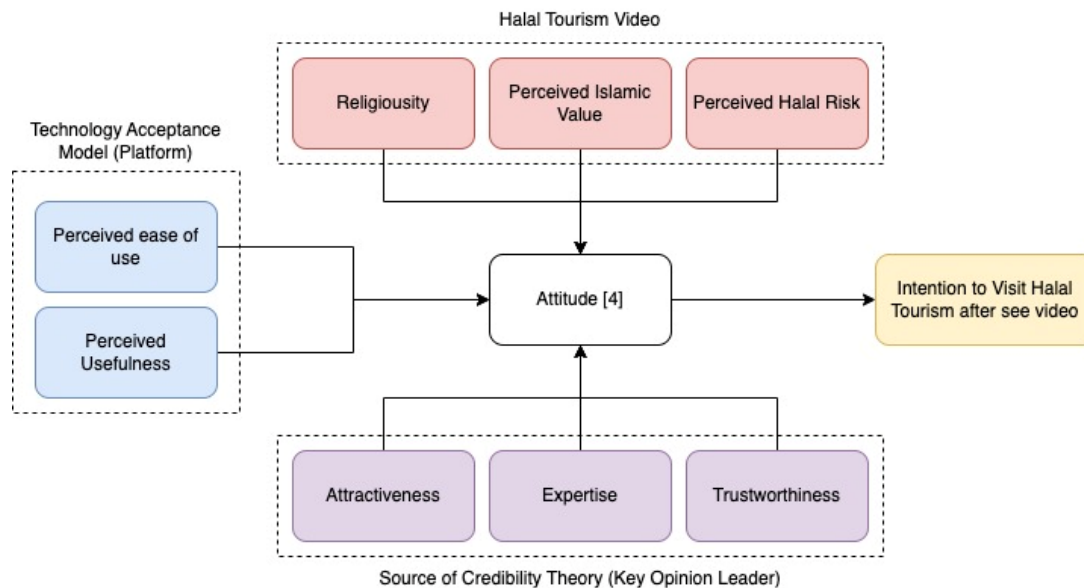 Halal Tourism Video
Religiousity
Perceived Islamic
Value
Perceived Halal Risk
Technology Acceptance
Model (Platform)
Perceived ease of
use
Perceived
Usefulness
Attitude [4]
Intention to Visit Halal
Tourism after see video
Attractiveness
Expertise
Trustworthiness
Source of Credibility Theory (Key Opinion Leader)